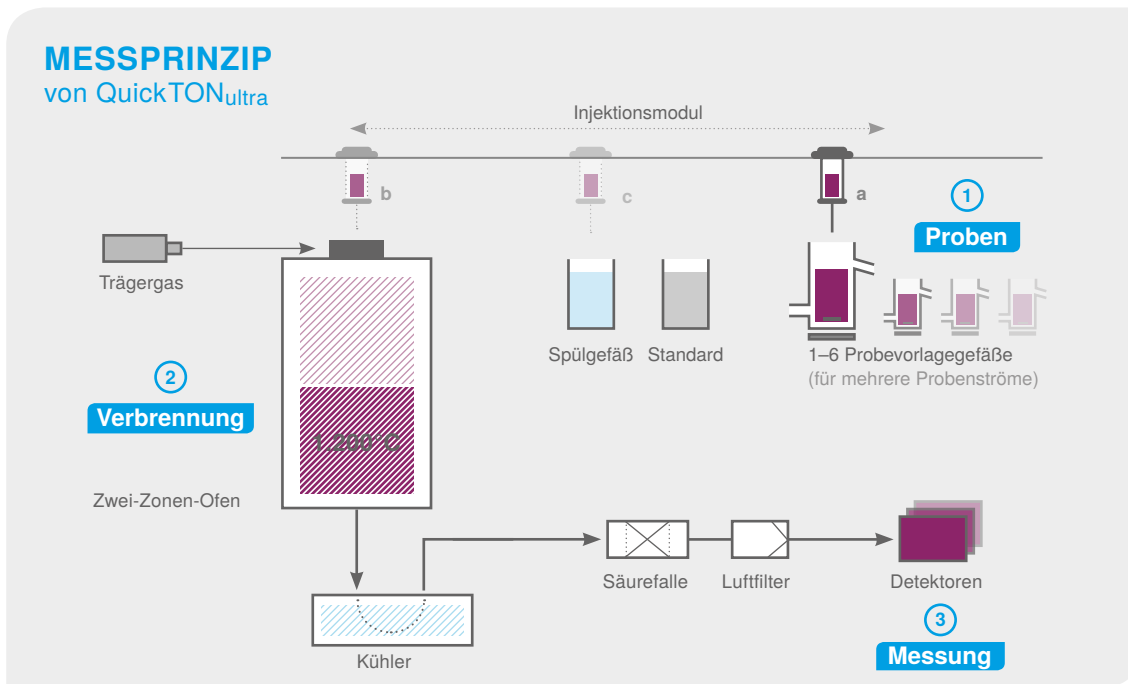 MESSPRINZIP
von QuickTONultra
Injektionsmodul
b
c
a
1
Proben
Trägergas
Spülgefäß
Standard
1–6 Probevorlagegefäße
(für mehrere Probenströme)
2
Verbrennung
1.200°C
Zwei-Zonen-Ofen
Säurefalle
Luftfilter
Detektoren
Kühler
3
Messung